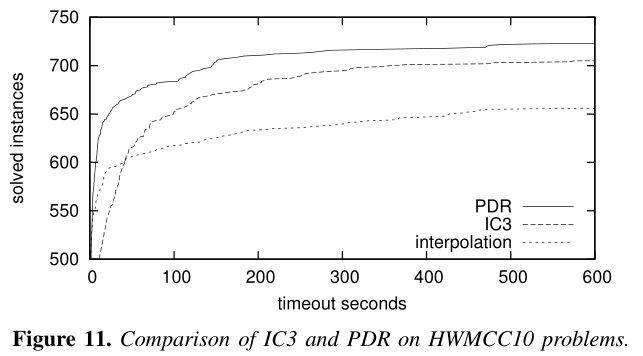 750
700
650
600
550
500
solved instances
PDR
IC3
interpolation
0 100 200 300 400 500 600
timeout seconds
Figure 11. Comparison of IC3 and PDR on HWMCC10 problems.